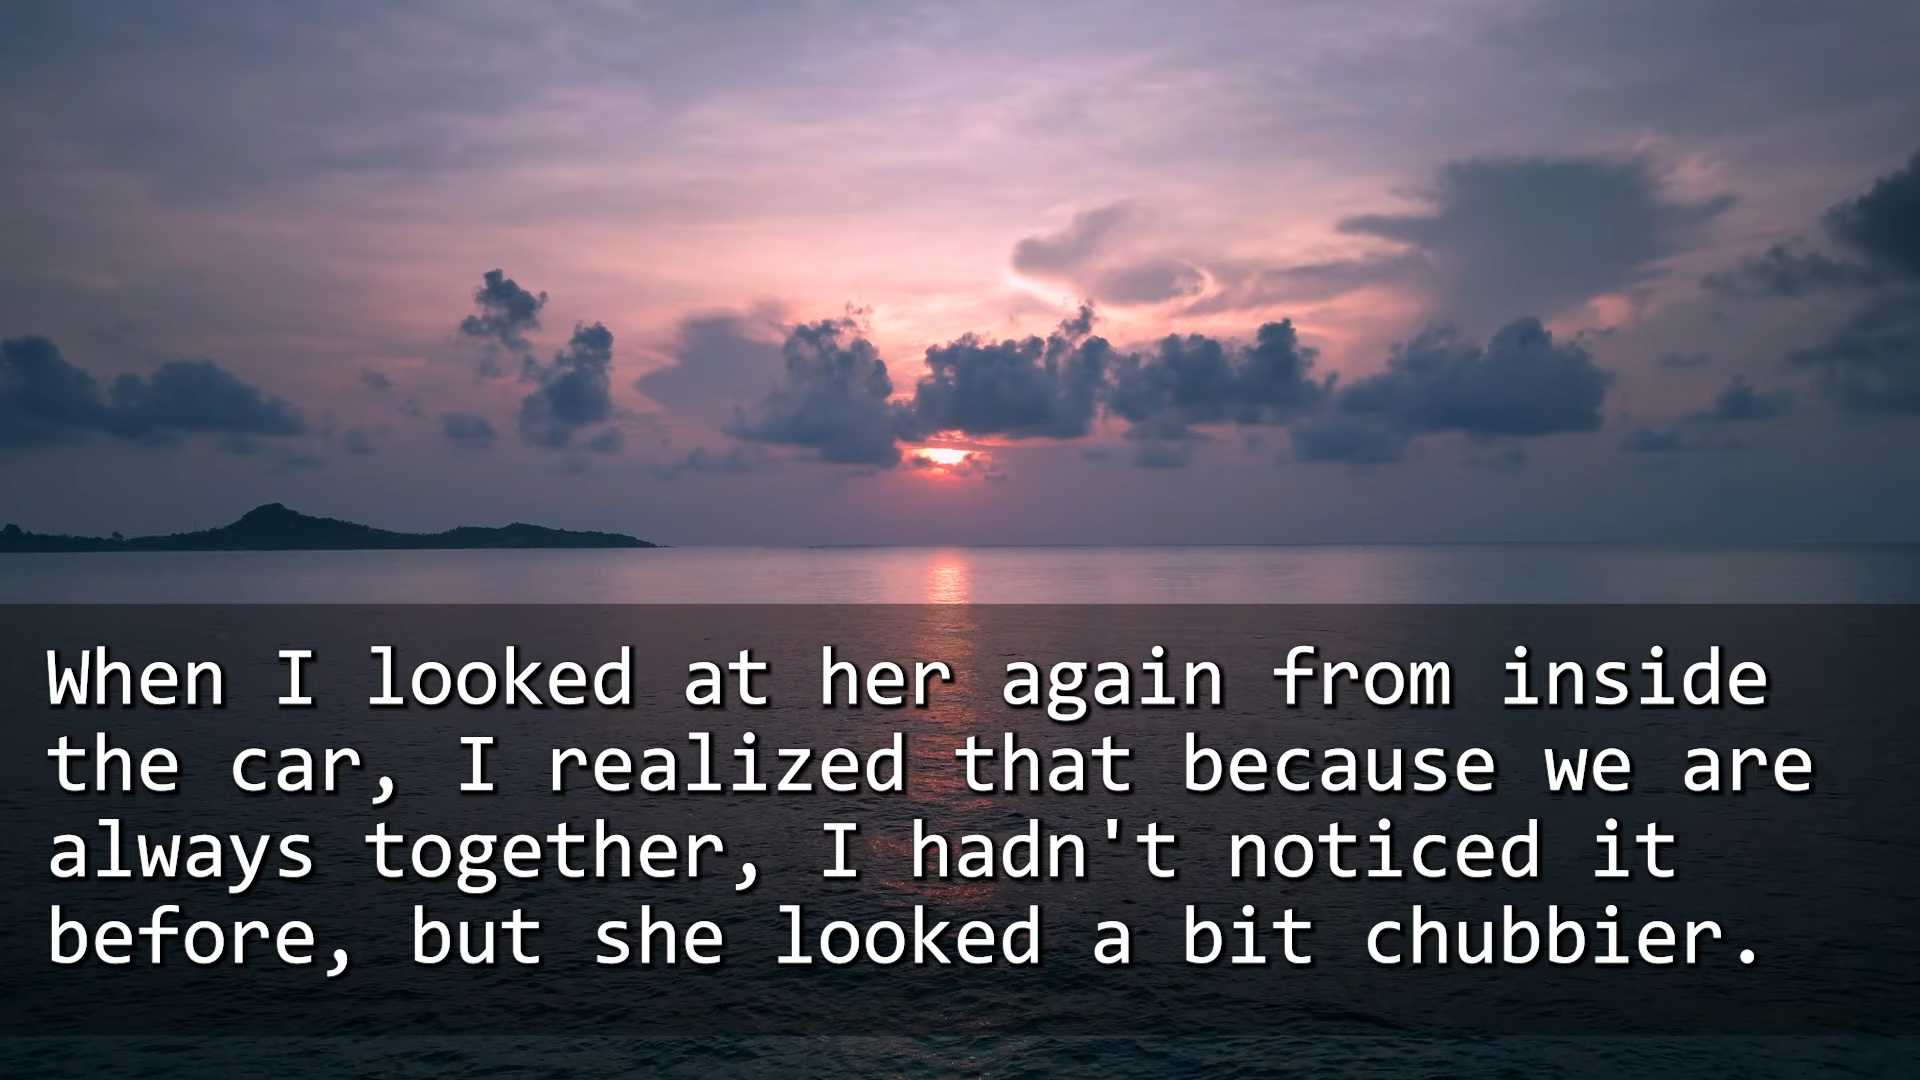 When I looked at her again from inside
the car, I realized that because we are
always together, I hadn't noticed it
before, but she looked a bit chubbier.